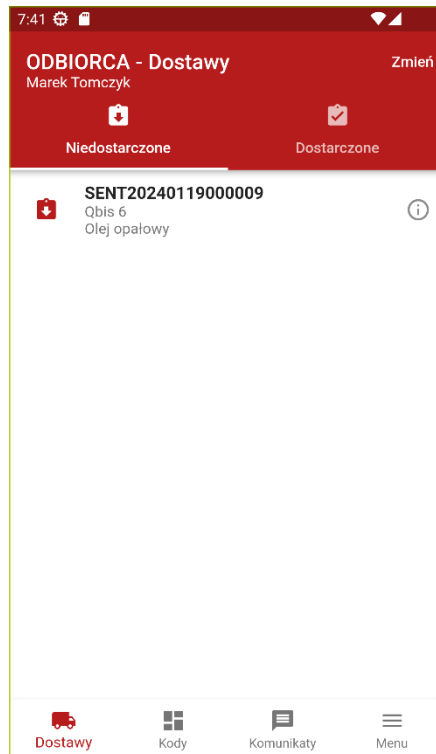 7:41
ODBIORCA - Dostawy
Zmień
Marek Tomczyk
Niedostarczone
Dostarczone
SENT20240119000009
Qbis 6
Olej opałowy
Dostawy
Kody
Komunikaty
Menu